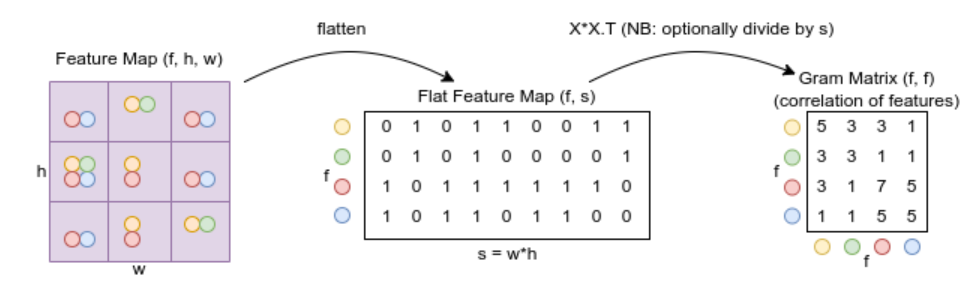 flatten
X*X.T (NB: optionally divide by s)
Feature Map (f, h, w)
Flat Feature Map (f, s)
Gram Matrix (f, f)
(correlation of features)
h
w
f
0 1 0 1 1 0 0 1 1
0 1 0 1 0 0 0 0 1
1 0 1 1 1 1 1 1 0
1 0 1 1 0 1 1 0 0
s = w*h
f
5 3 3 1
3 3 1 1
3 1 7 5
1 1 5 5
f